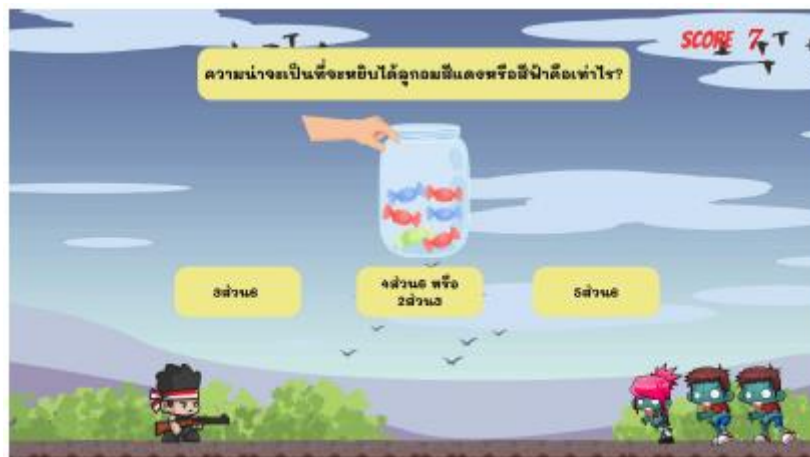 SCORE 7
ความน่าจะเป็นที่จะหยิบได้ลูกอมสีแดงหรือสีฟ้าคือเท่าไร?
3ส่วน6
4ส่วน6 หรือ
2ส่วน3
5ส่วน6